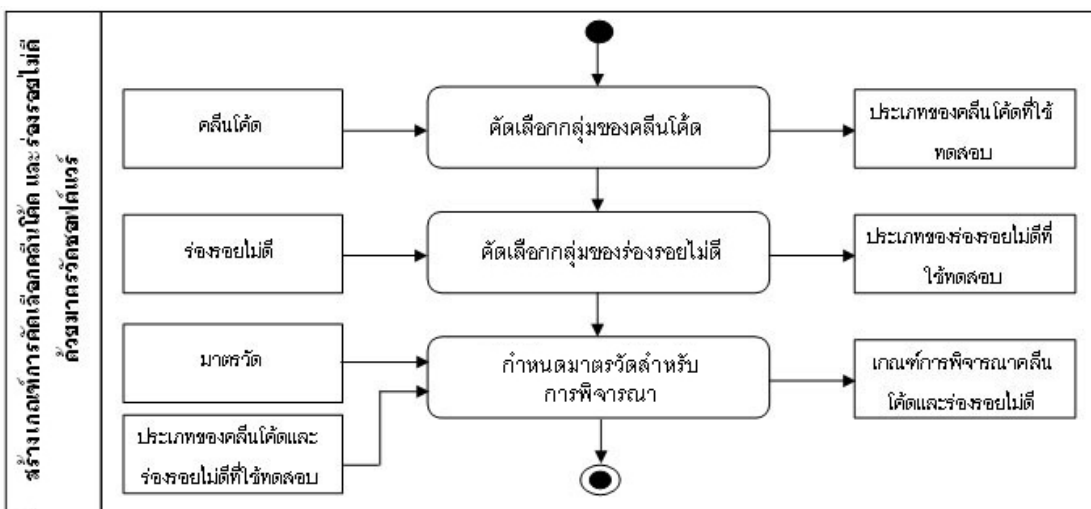 สร้างเกณฑ์การคัดเลือกคลีนโค้ด และ ร่องรอยไม่ดี
ด้วยมาตรวัดซอฟต์แวร์
คลีนโค้ด
คัดเลือกกลุ่มของคลีนโค้ด
ประเภทของคลีนโค้ดที่ใช้
ทดสอบ
ร่องรอยไม่ดี
คัดเลือกกลุ่มของร่องรอยไม่ดี
ประเภทของร่องรอยไม่ดีที่
ใช้ทดสอบ
มาตรวัด
กำหนดมาตรวัดสำหรับ
การพิจารณา
เกณฑ์การพิจารณาคลีน
โค้ดและร่องรอยไม่ดี
ประเภทของคลีนโค้ดและ
ร่องรอยไม่ดีที่ใช้ทดสอบ